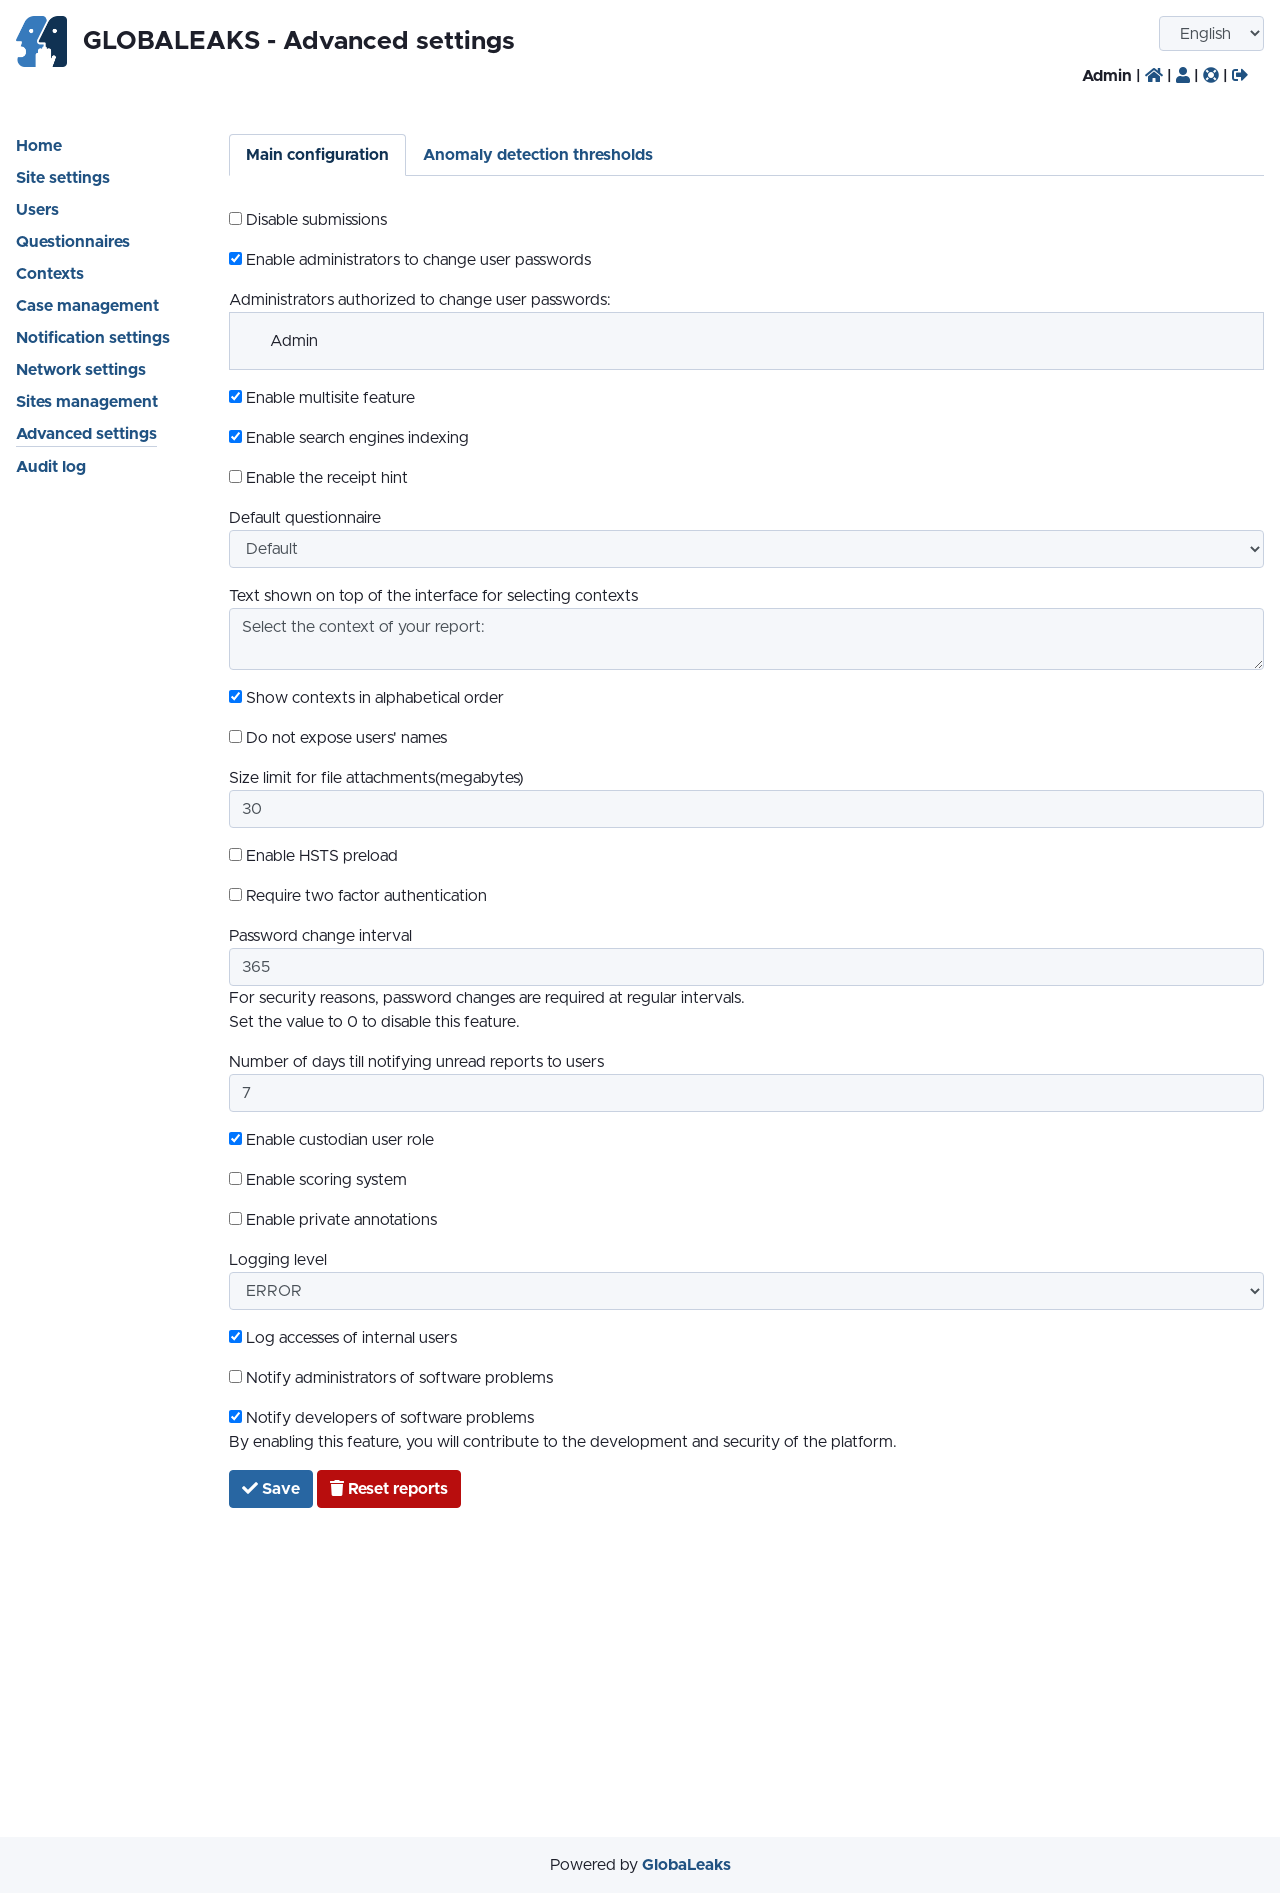 GLOBALEAKS - Advanced settings
English
Admin | | | |
Home
Site settings
Users
Questionnaires
Contexts
Case management
Notification settings
Network settings
Sites management
Advanced settings
Audit log
Main configuration
Anomaly detection thresholds
Disable submissions
Enable administrators to change user passwords
Administrators authorized to change user passwords:
Admin
Enable multisite feature
Enable search engines indexing
Enable the receipt hint
Default questionnaire
Default
Text shown on top of the interface for selecting contexts
Select the context of your report:
Show contexts in alphabetical order
Do not expose users' names
Size limit for file attachments(megabytes)
30
Enable HSTS preload
Require two factor authentication
Password change interval
365
For security reasons, password changes are required at regular intervals.
Set the value to 0 to disable this feature.
Number of days till notifying unread reports to users
7
Enable custodian user role
Enable scoring system
Enable private annotations
Logging level
ERROR
Log accesses of internal users
Notify administrators of software problems
Notify developers of software problems
By enabling this feature, you will contribute to the development and security of the platform.
Save
Reset reports
Powered by GlobaLeaks